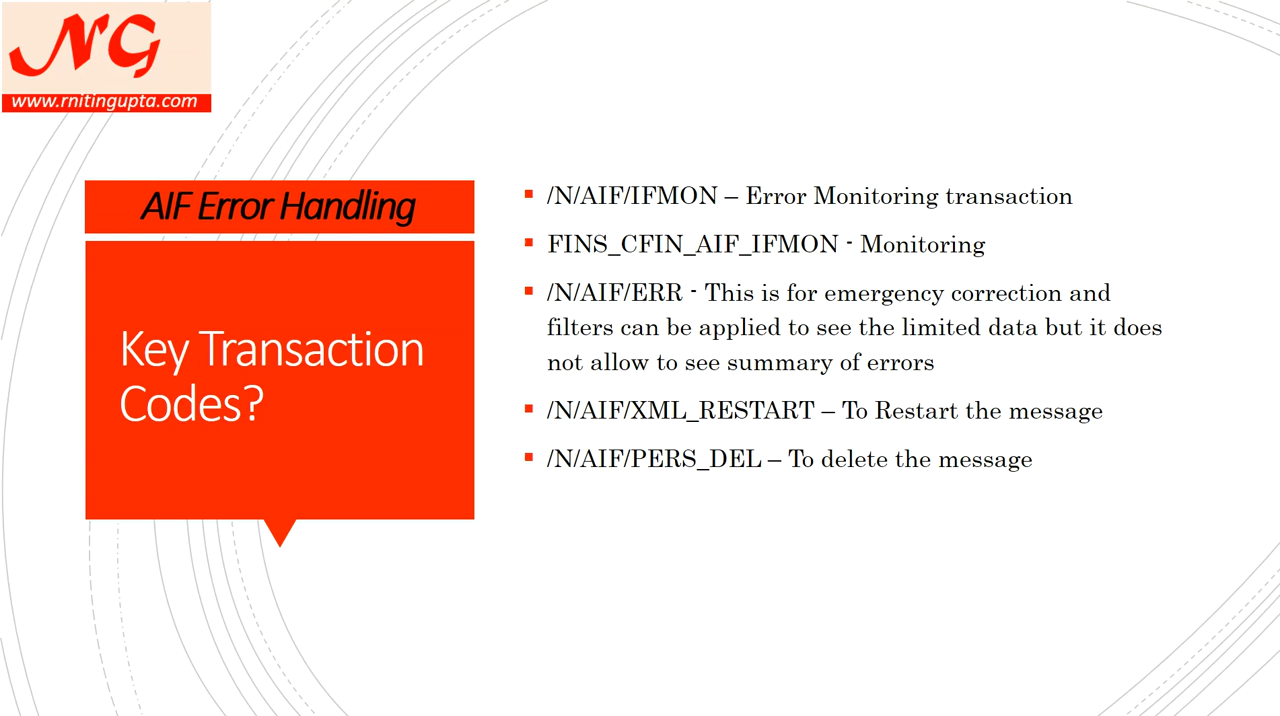 NG
www.rnitingupta.com
AIF Error Handling
Key Transaction
Codes?
/N/AIF/IFMON – Error Monitoring transaction
FINS_CFIN_AIF_IFMON - Monitoring
/N/AIF/ERR - This is for emergency correction and
filters can be applied to see the limited data but it does
not allow to see summary of errors
/N/AIF/XML_RESTART – To Restart the message
/N/AIF/PERS_DEL – To delete the message